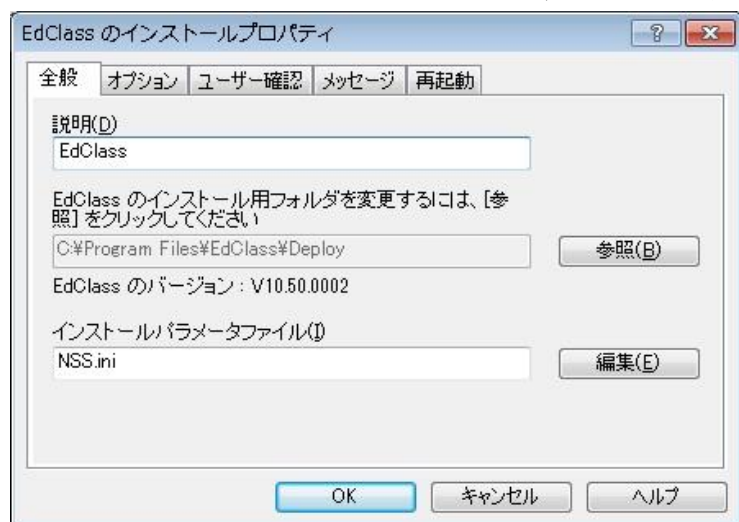 EdClass のインストールプロパティ
全般 オプション ユーザー確認 メッセージ 再起動
説明(D)
EdClass
EdClass のインストール用フォルダを変更するには、[参
照] をクリックしてください
C:¥Program Files¥EdClass¥Deploy 参照(B)
EdClass のバージョン : V10.50.0002
インストールパラメータファイル(I)
NSS.ini 編集(E)
OK キャンセル ヘルプ